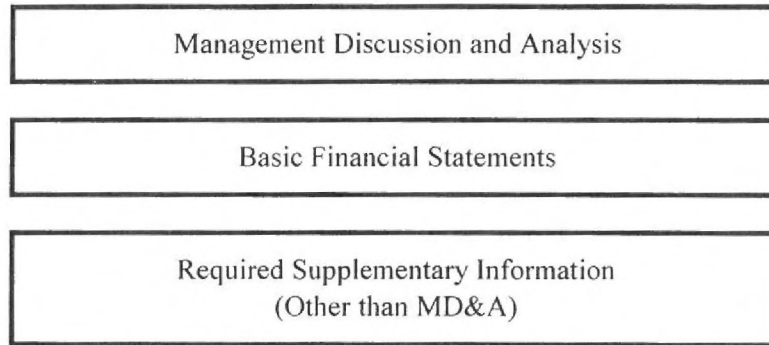 Management Discussion and Analysis
Basic Financial Statements
Required Supplementary Information
(Other than MD&A)